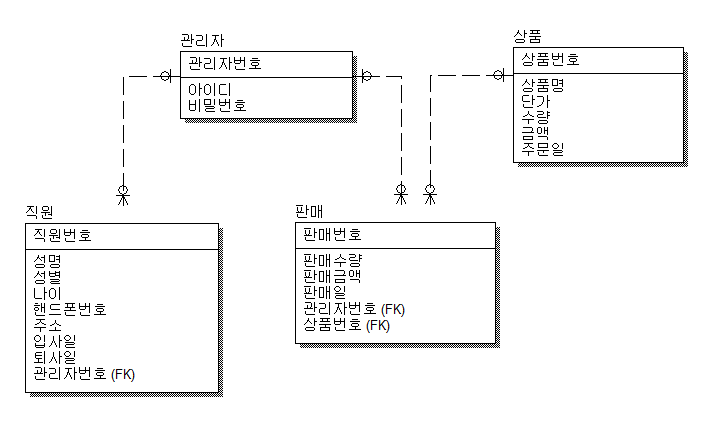 관리자
관리자번호
아이디
비밀번호
상품
상품번호
상품명
단가
수량
금액
주문일
직원
직원번호
성명
성별
나이
핸드폰번호
주소
입사일
퇴사일
관리자번호 (FK)
판매
판매번호
판매수량
판매금액
판매일
관리자번호 (FK)
상품번호 (FK)